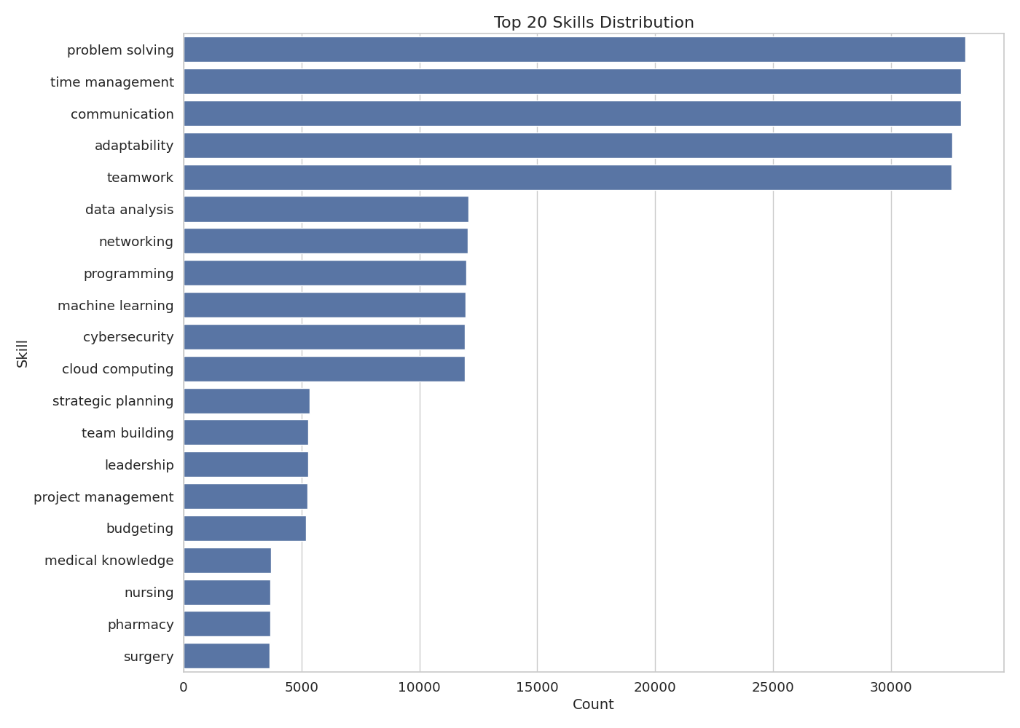 Top 20 Skills Distribution
problem solving
time management
communication
adaptability
teamwork
data analysis
networking
programming
machine learning
cybersecurity
cloud computing
strategic planning
team building
leadership
project management
budgeting
medical knowledge
nursing
pharmacy
surgery
Skill
0 5000 10000 15000 20000 25000 30000
Count